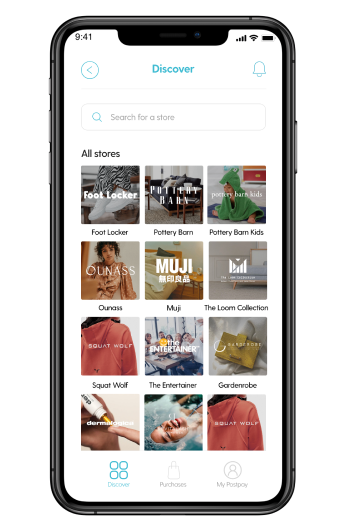 9:41
Discover
Search for a store
All stores
Foot Locker
POTTERY
BARN
pottery barn kids
Foot Locker
Pottery Barn
Pottery Barn Kids
OUNASS
MUJI
無印良品
Ounass
Muji
The Loom Collection
SQUAT WOLF
the
ENTERTAINER
GARDEROBE
Squat Wolf
The Entertainer
Gardenrobe
dermalogica
SQUAT WOLF
Discover
Purchases
My Postpay